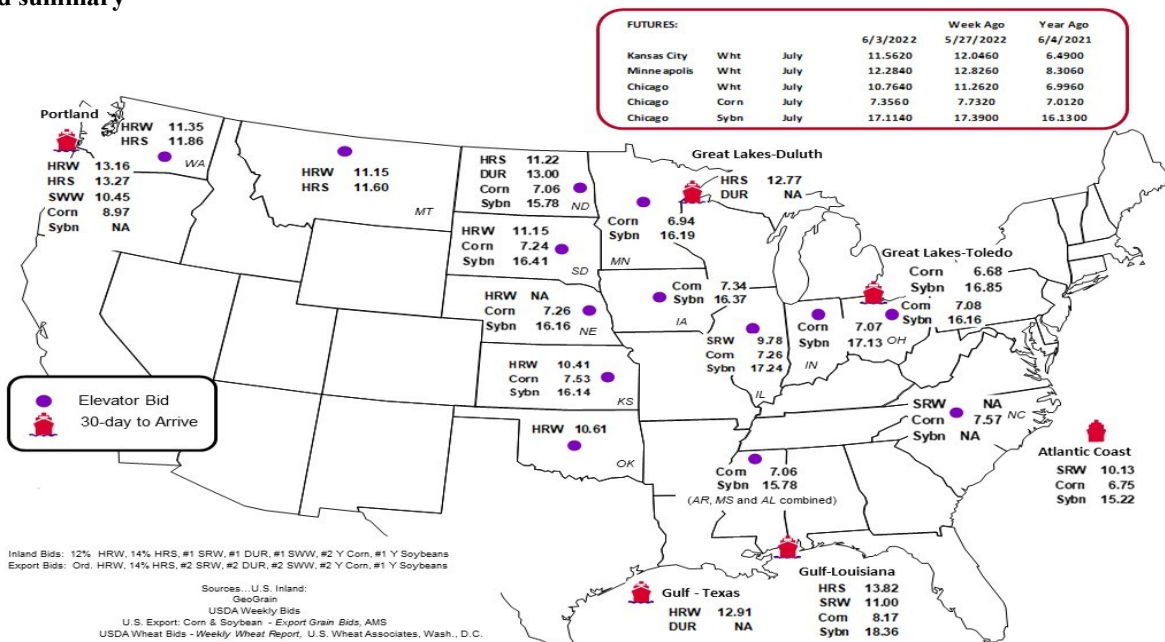 d summary
FUTURES: Week Ago Year Ago
6/3/2022 5/27/2022 6/4/2021
Kansas City Wht July 11.5620 12.0460 6.4900
Minneapolis Wht July 12.2840 12.8260 8.3060
Chicago Wht July 10.7640 11.2620 6.9960
Chicago Corn July 7.3560 7.7320 7.0120
Chicago Sybn July 17.1140 17.3900 16.1300
Portland
HRW 13.16
HRS 13.27
SWW 10.45
Corn 8.97
Sybn NA
HRW 11.35
HRS 11.86
WA
HRW 11.15
HRS 11.60
MT
HRS 11.22
DUR 13.00
Corn 7.06
Sybn 15.78
ND
HRW 11.15
Corn 7.24
Sybn 16.41
SD
HRW NA
Corn 7.26
Sybn 16.16
NE
HRW 10.41
Corn 7.53
Sybn 16.14
KS
HRW 10.61
OK
Great Lakes-Duluth
HRS 12.77
DUR NA
Corn 6.94
Sybn 16.19
MN
Corn 7.34
Sybn 16.37
IA
SRW 9.78
Corn 7.26
Sybn 17.24
IL
Great Lakes-Toledo
Corn 6.68
Sybn 16.85
Corn 7.08
Sybn 16.16
OH
Corn 7.07
Sybn 17.13
IN
SRW NA
Corn 7.57
Sybn NA
NC
Atlantic Coast
SRW 10.13
Corn 6.75
Sybn 15.22
Corn 7.06
Sybn 15.78
(AR, MS and AL combined)
Gulf-Louisiana
HRS 13.82
SRW 11.00
Corn 8.17
Sybn 18.36
Gulf - Texas
HRW 12.91
DUR NA
Elevator Bid
30-day to Arrive
Inland Bids: 12% HRW, 14% HRS, #1 SRW, #1 DUR, #1 SWW, #2 Y Corn, #1 Y Soybeans
Export Bids: Ord. HRW, 14% HRS, #2 SRW, #2 DUR, #2 SWW, #2 Y Corn, #1 Y Soybeans
Sources...U.S. Inland:
GeoGrain
USDA Weekly Bids
U.S. Export: Corn & Soybean - Export Grain Bids, AMS
USDA Wheat Bids - Weekly Wheat Report, U.S. Wheat Associates, Wash., D.C.